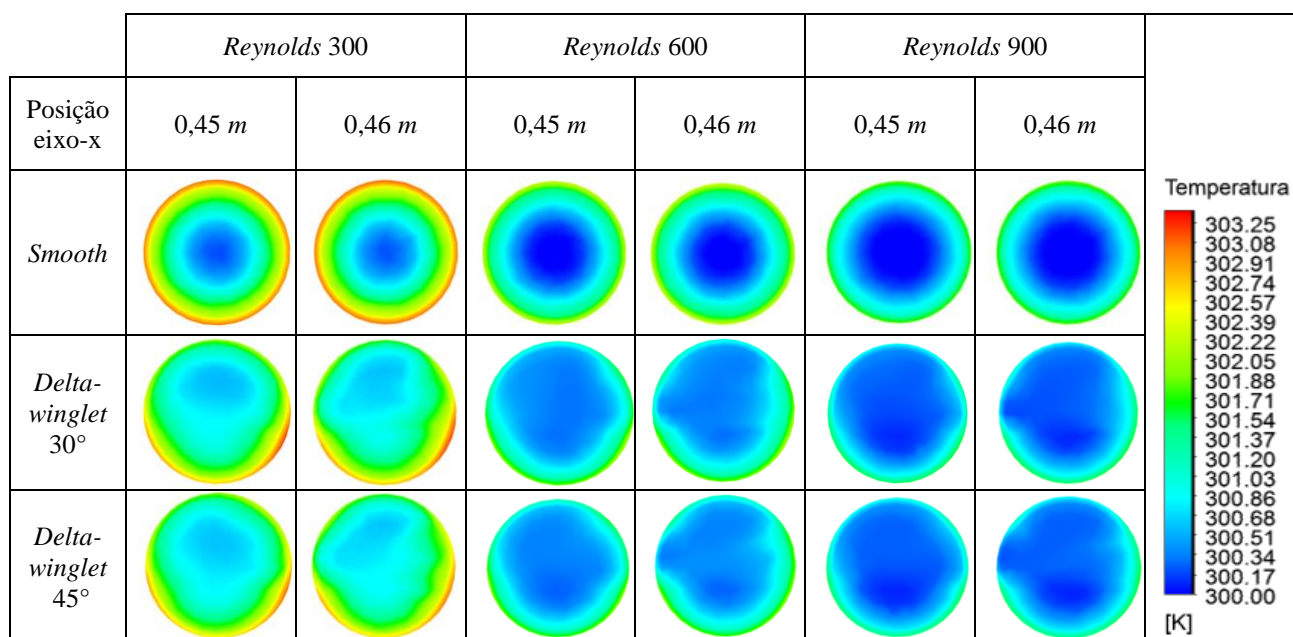 Reynolds 300 Reynolds 600 Reynolds 900
Posição
eixo-x
0,45 m 0,46 m 0,45 m 0,46 m 0,45 m 0,46 m
Smooth
Delta-
winglet
30°
Delta-
winglet
45°
Temperatura
303.25
303.08
302.91
302.74
302.57
302.39
302.22
302.05
301.88
301.71
301.54
301.37
301.20
301.03
300.86
300.68
300.51
300.34
300.17
300.00
[K]